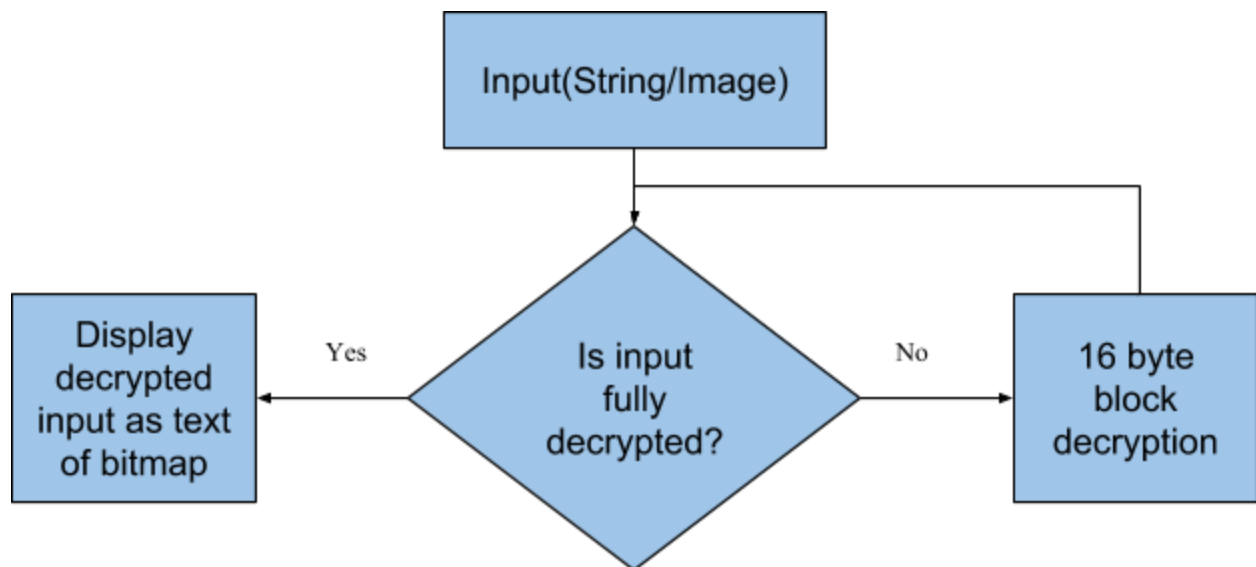 Input(String/Image)
Display
decrypted
input as text
of bitmap
Yes
Is input
fully
decrypted?
No
16 byte
block
decryption